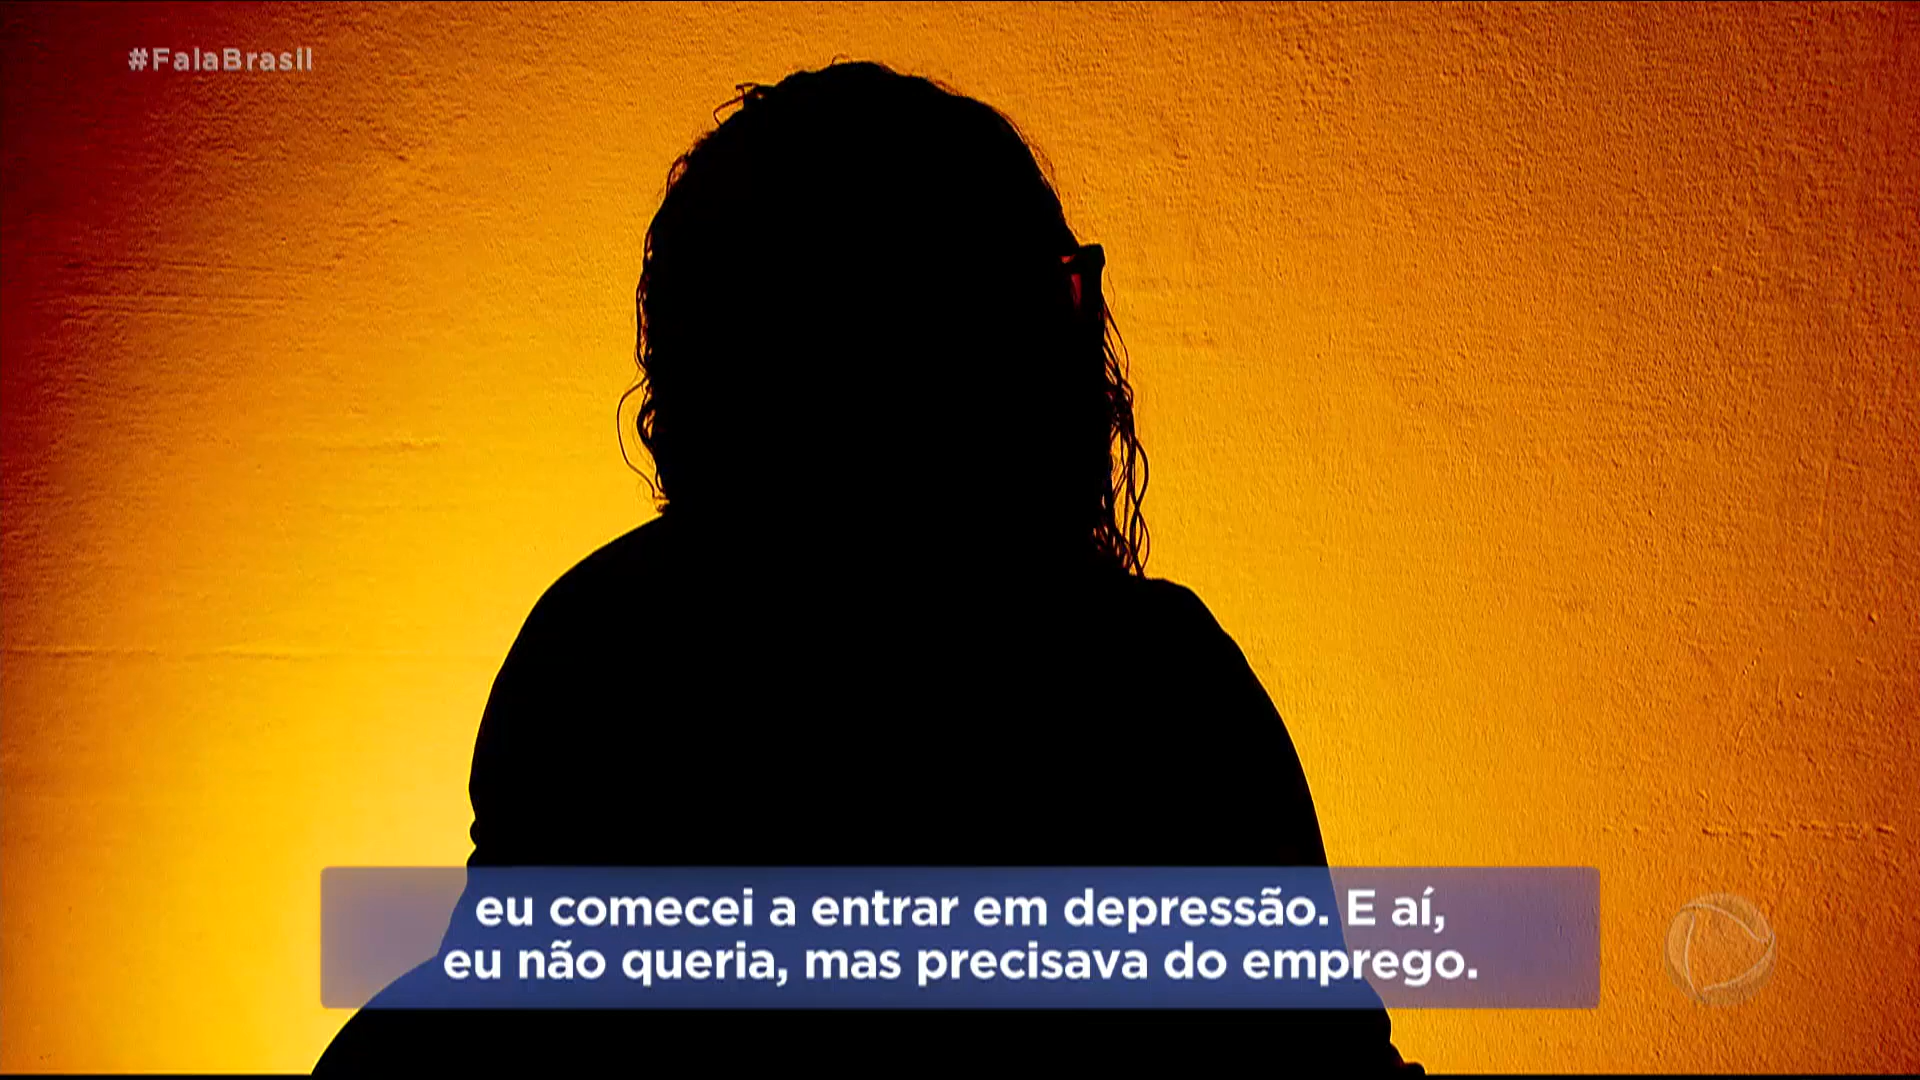 #FalaBrasil
eu comecei a entrar em depressão. E aí,
eu não queria, mas precisava do emprego.